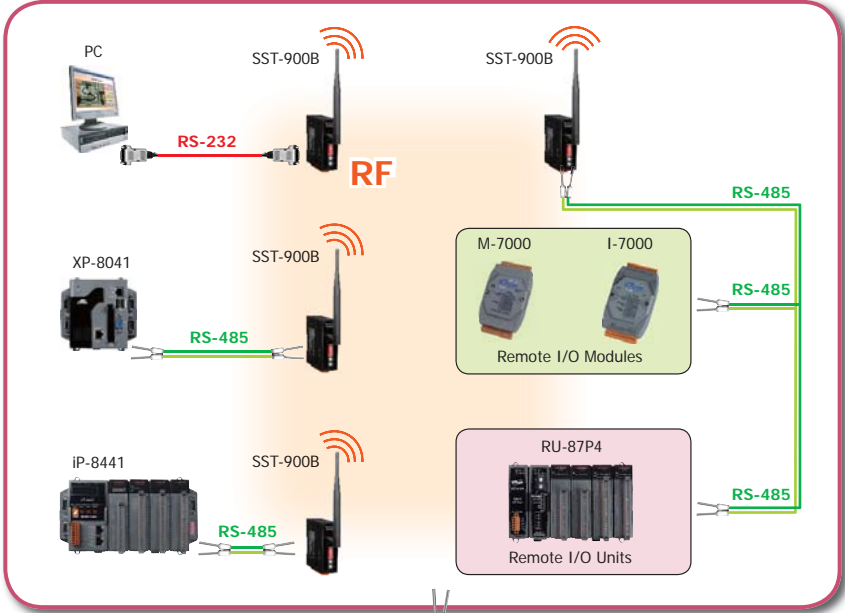 PC
SST-900B
RS-232
RF
SST-900B
RS-485
XP-8041
SST-900B
RS-485
M-7000
I-7000
RS-485
Remote I/O Modules
iP-8441
SST-900B
RS-485
RU-87P4
RS-485
Remote I/O Units